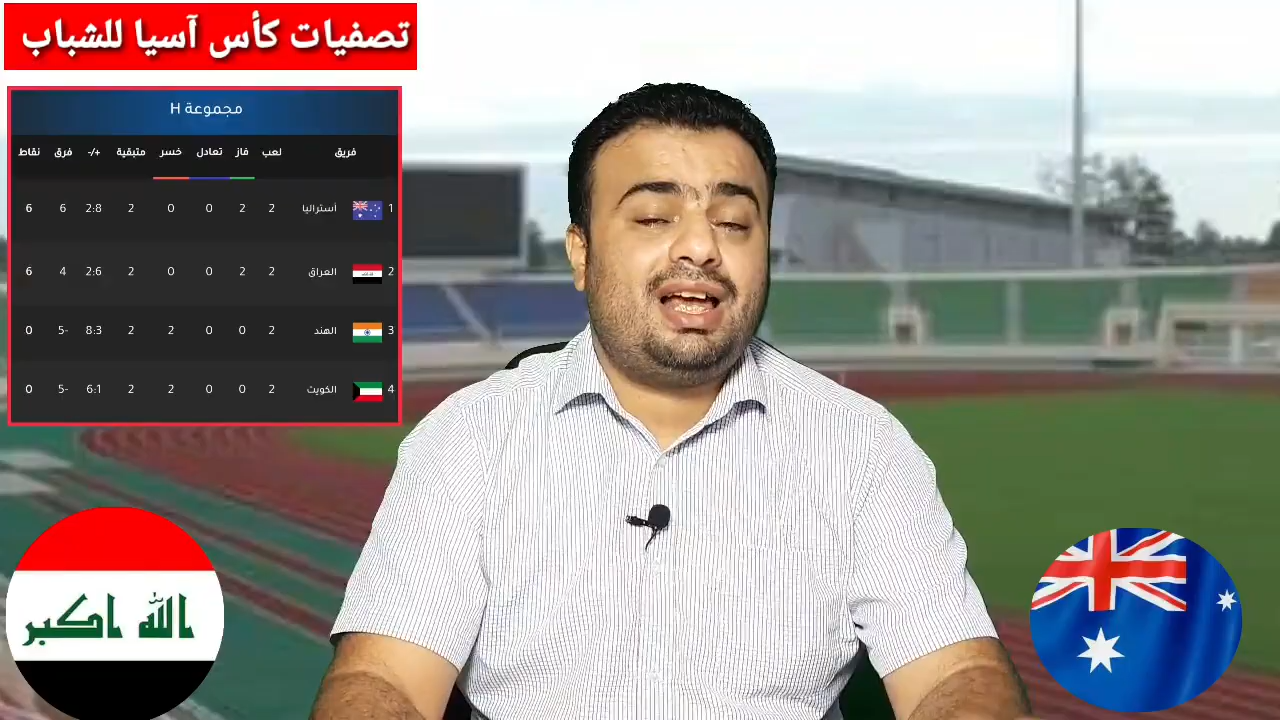 تصفيات كأس آسيا للشباب
مجموعة H
فريق لعب فاز تعادل خسر متبقية +/- فرق نقاط
1 أستراليا 2 2 0 0 2 2:8 6 6
2 العراق 2 2 0 0 2 2:6 4 6
3 الهند 2 0 0 2 2 8:3 -5 0
4 الكويت 2 0 0 2 2 6:1 -5 0
الله اكبر